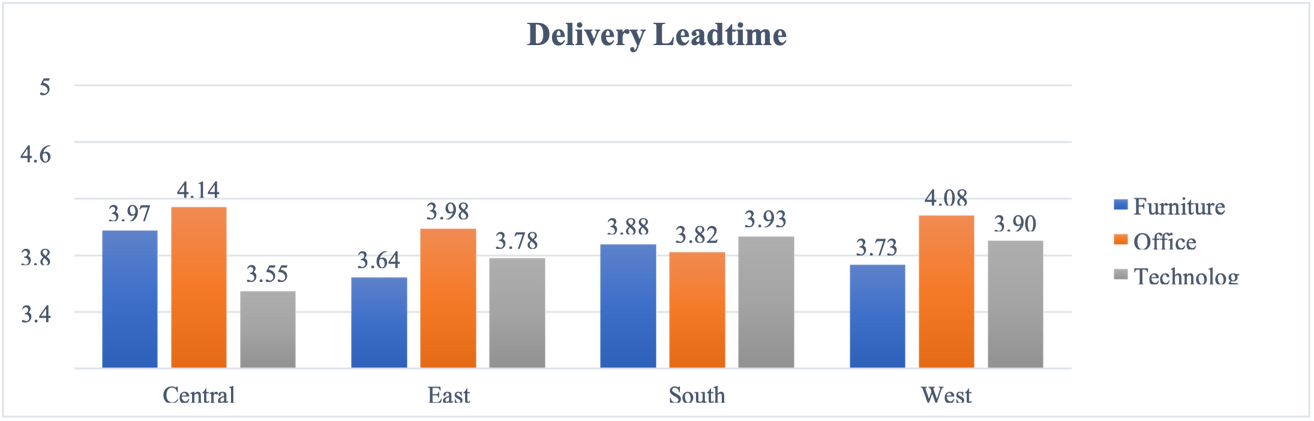 Delivery Leadtime
5
4.6
3.8
3.4
3.97
4.14
3.55
3.64
3.98
3.78
3.88
3.82
3.93
3.73
4.08
3.90
Central
East
South
West
Furniture
Office
Technolog